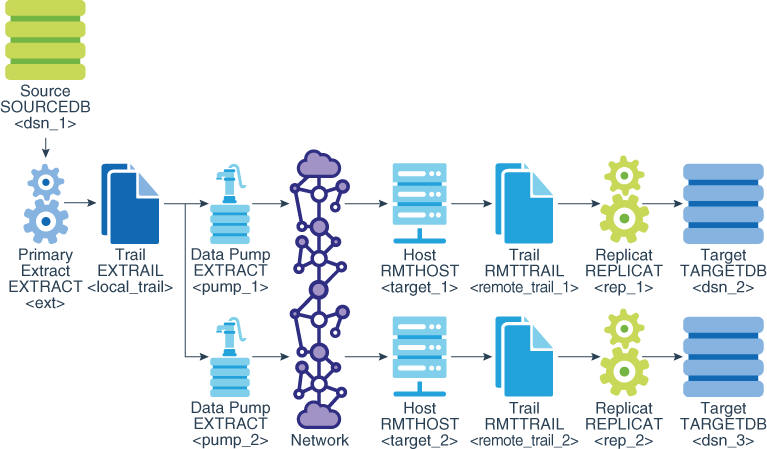 Source
SOURCEDB
<dsn_1>
Primary
Extract
EXTRACT
<ext>
Trail
EXTRAIL
<local_trail>
Data Pump
EXTRACT
<pump_1>
Host
RMTHOST
<target_1>
Trail
RMTTRAIL
<remote_trail_1>
Replicat
REPLICAT
<rep_1>
Target
TARGETDB
<dsn_2>
Data Pump
EXTRACT
<pump_2>
Network
Host
RMTHOST
<target_2>
Trail
RMTTRAIL
<remote_trail_2>
Replicat
REPLICAT
<rep_2>
Target
TARGETDB
<dsn_3>